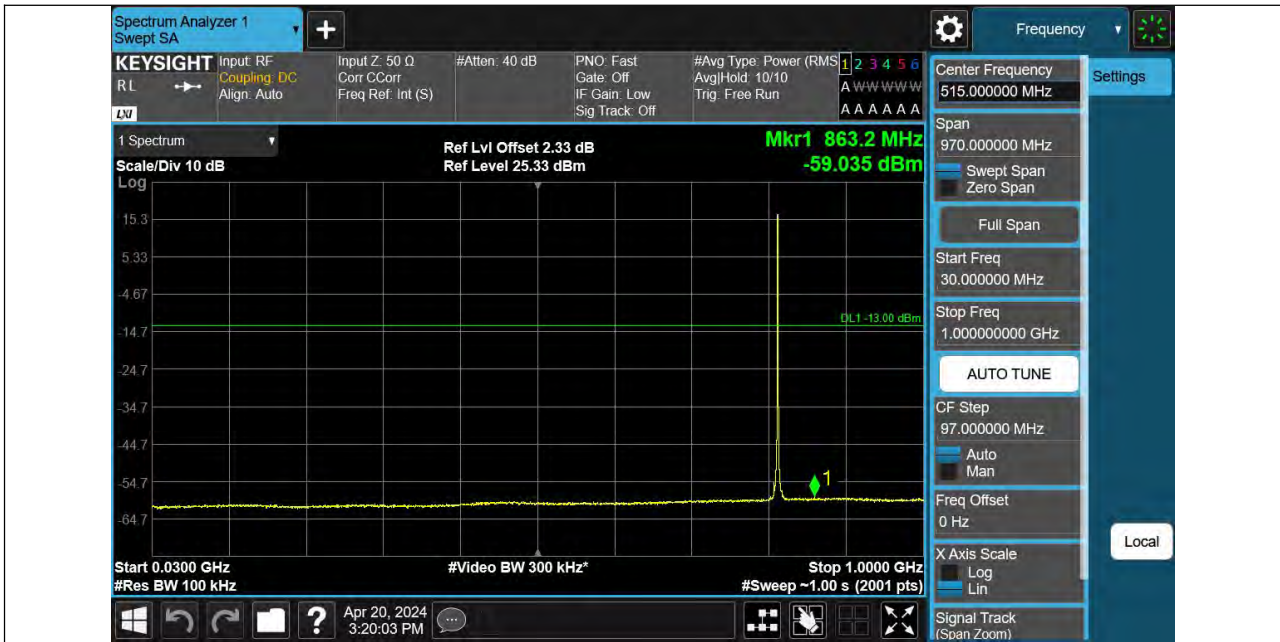 Spectrum Analyzer 1
Swept SA
+
Frequency
KEYSIGHT
R L
LXI
Input: RF
Coupling: DC
Align: Auto
Input Z: 50 Ω
Corr CCorr
Freq Ref: Int (S)
#Atten: 40 dB
PNO: Fast
Gate: Off
IF Gain: Low
Sig Track: Off
#Avg Type: Power (RMS
Avg|Hold: 10/10
Trig: Free Run
1 2 3 4 5 6
A W W W W W
A A A A A A
1 Spectrum
Scale/Div 10 dB
Ref Lvl Offset 2.33 dB
Ref Level 25.33 dBm
Mkr1 863.2 MHz
-59.035 dBm
Log
15.3
5.33
-4.67
-14.7
-24.7
-34.7
-44.7
-54.7
-64.7
DL1 -13.00 dBm
1
Start 0.0300 GHz
#Res BW 100 kHz
#Video BW 300 kHz*
Stop 1.0000 GHz
#Sweep ~1.00 s (2001 pts)
?
Apr 20, 2024
3:20:03 PM
Center Frequency
515.000000 MHz
Span
970.000000 MHz
Swept Span
Zero Span
Full Span
Start Freq
30.000000 MHz
Stop Freq
1.000000000 GHz
AUTO TUNE
CF Step
97.000000 MHz
Auto
Man
Freq Offset
0 Hz
X Axis Scale
Log
Lin
Signal Track
(Span Zoom)
Settings
Local